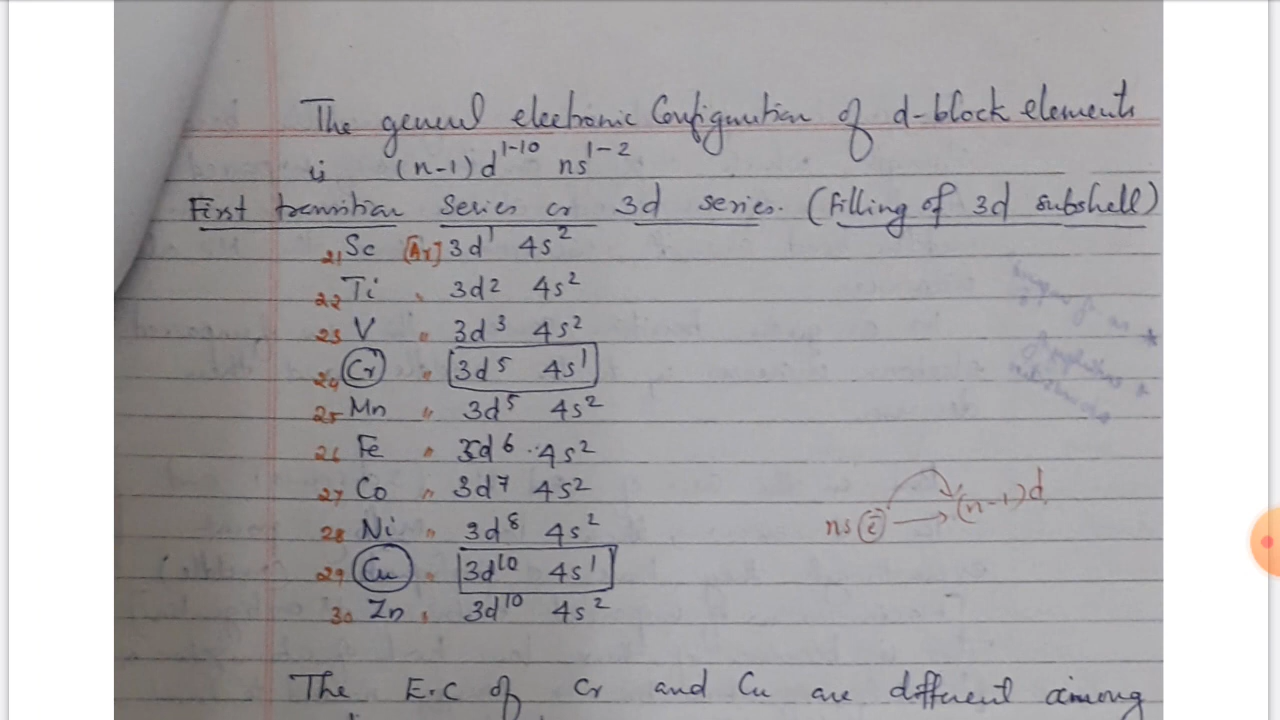 The general electronic Configuration of d-block elements
is (n-1)d¹⁻¹⁰ ns¹⁻²
First transition Series or 3d series. (filling of 3d subshell)
₂₁Sc [Ar] 3d¹ 4s²
₂₂Ti " 3d² 4s²
₂₃V " 3d³ 4s²
₂₄Cr " 3d⁵ 4s¹
₂₅Mn " 3d⁵ 4s²
₂₆Fe " 3d⁶ 4s²
₂₇Co " 3d⁷ 4s²
ns ē → (n-1)d
₂₈Ni " 3d⁸ 4s²
₂₉Cu " 3d¹⁰ 4s¹
₃₀Zn " 3d¹⁰ 4s²
The E.C of Cr and Cu are different among